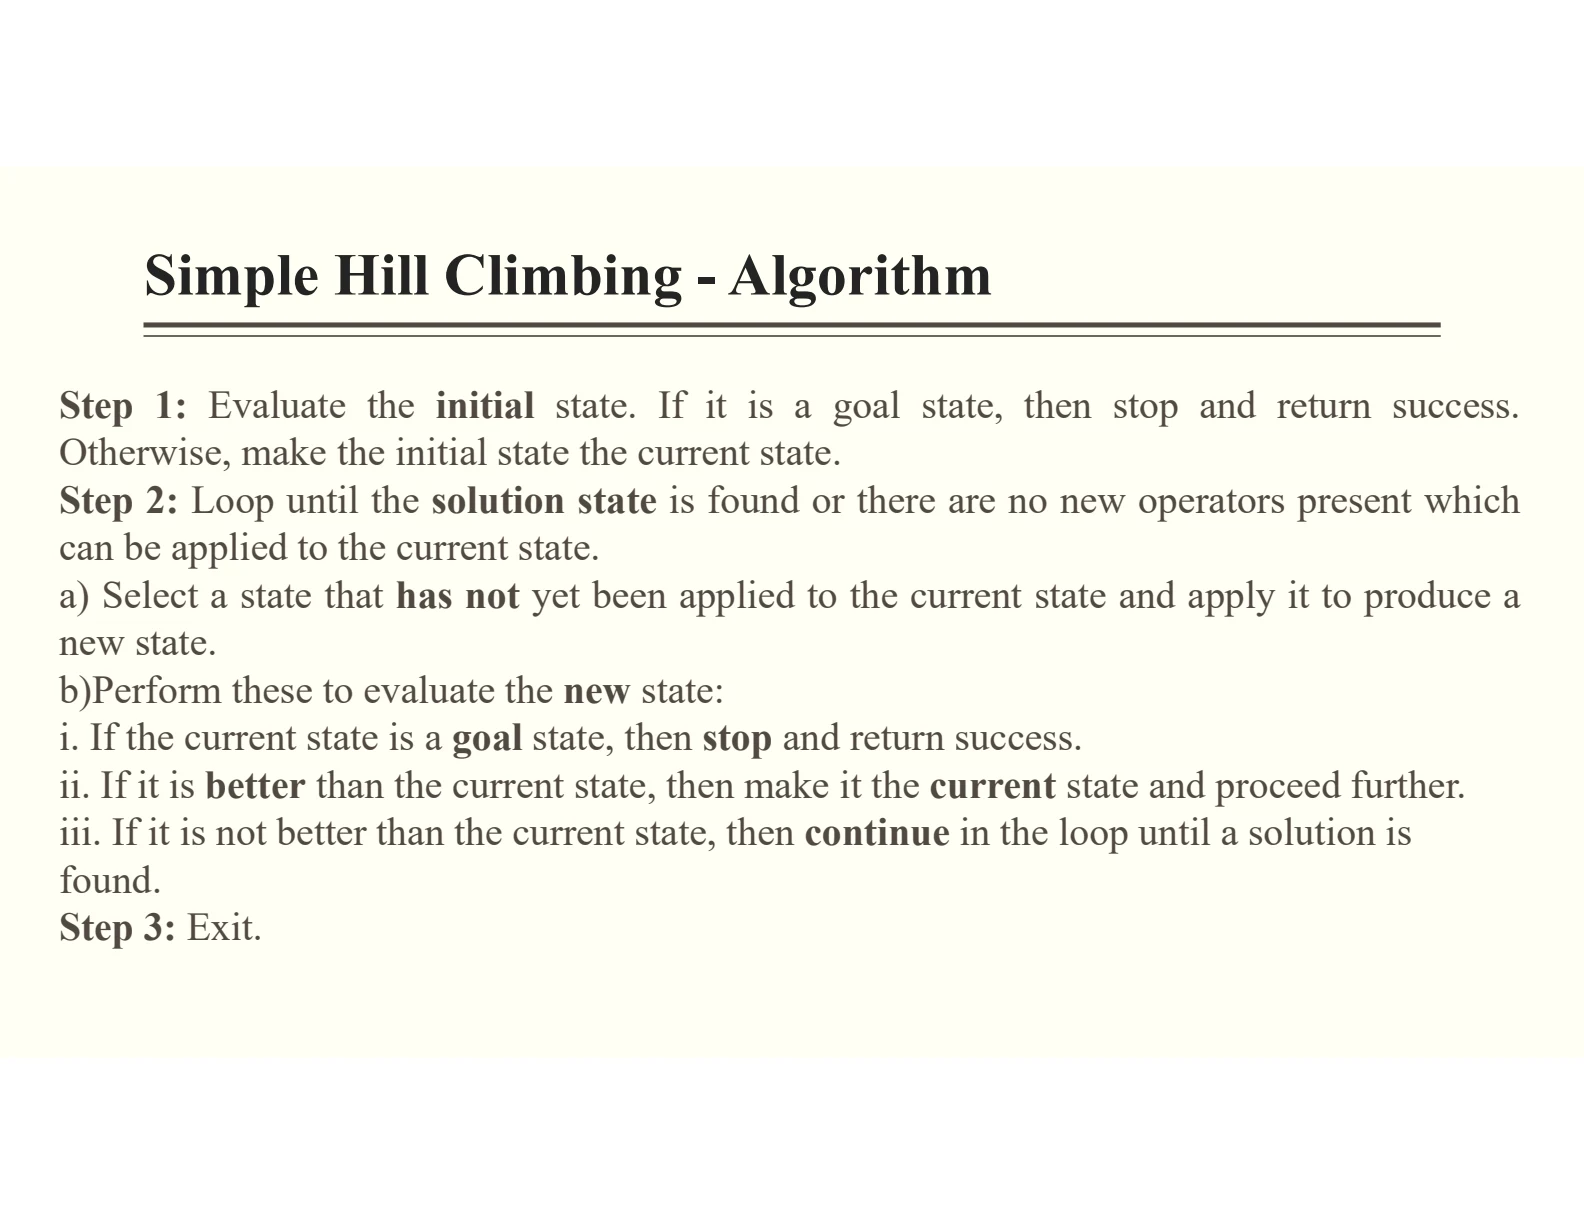 Simple Hill Climbing - Algorithm
Step 1: Evaluate the initial state. If it is a goal state, then stop and return success.
Otherwise, make the initial state the current state.
Step 2: Loop until the solution state is found or there are no new operators present which
can be applied to the current state.
a) Select a state that has not yet been applied to the current state and apply it to produce a
new state.
b)Perform these to evaluate the new state:
i. If the current state is a goal state, then stop and return success.
ii. If it is better than the current state, then make it the current state and proceed further.
iii. If it is not better than the current state, then continue in the loop until a solution is
found.
Step 3: Exit.